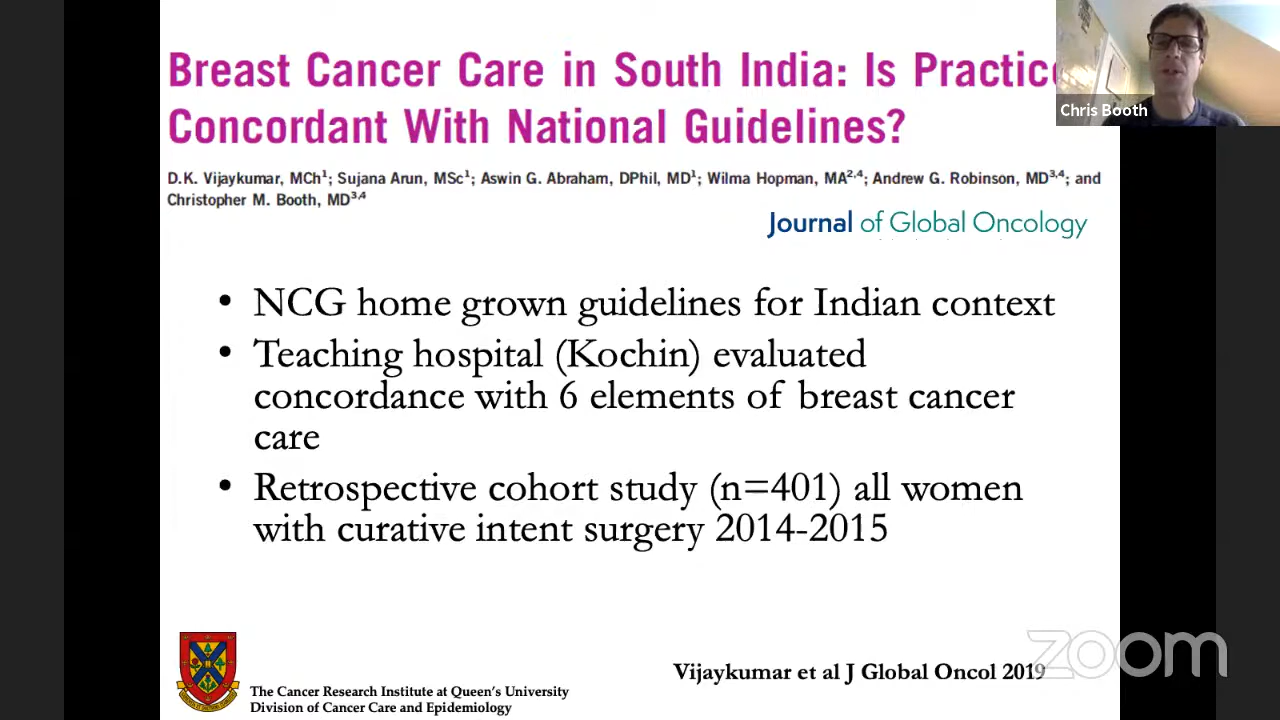 Breast Cancer Care in South India: Is Practice
Concordant With National Guidelines?
D.K. Vijaykumar, MCh1; Sujana Arun, MSc1; Aswin G. Abraham, DPhil, MD1; Wilma Hopman, MA2,4; Andrew G. Robinson, MD3,4; and
Christopher M. Booth, MD3,4
Journal of Global Oncology
Chris Booth
• NCG home grown guidelines for Indian context
• Teaching hospital (Kochin) evaluated
concordance with 6 elements of breast cancer
care
• Retrospective cohort study (n=401) all women
with curative intent surgery 2014-2015
Vijaykumar et al J Global Oncol 2019
zoom
The Cancer Research Institute at Queen's University
Division of Cancer Care and Epidemiology